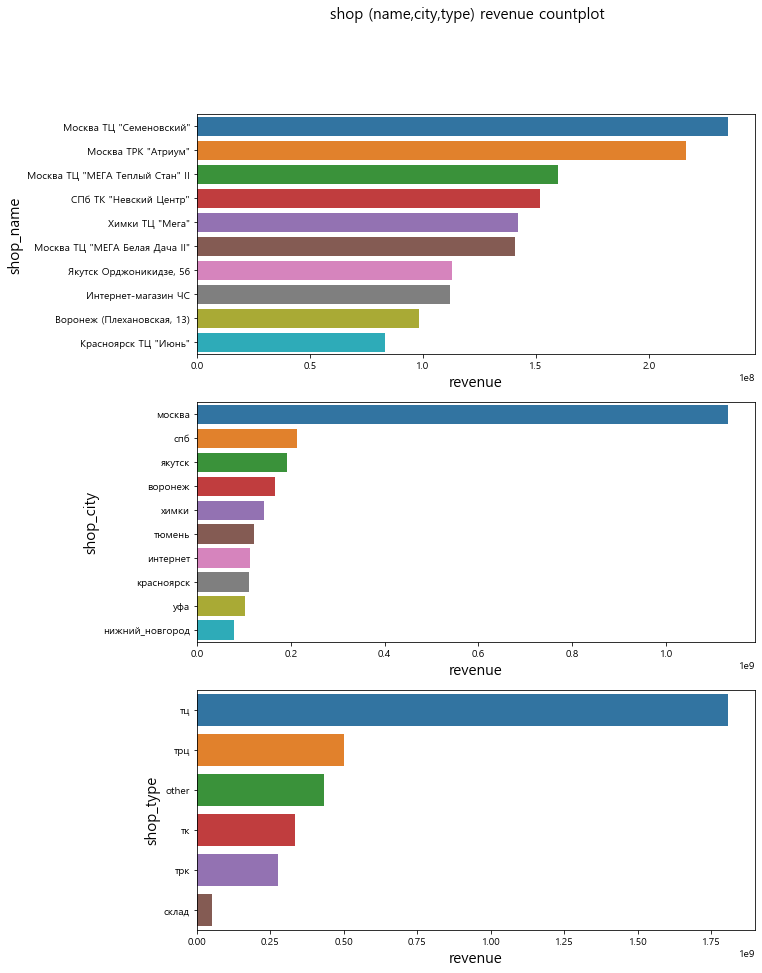 shop (name,city,type) revenue countplot
shop_name
Москва ТЦ "Семеновский"
Москва ТРК "Атриум"
Москва ТЦ "МЕГА Теплый Стан" II
СПб ТК "Невский Центр"
Химки ТЦ "Мега"
Москва ТЦ "МЕГА Белая Дача II"
Якутск Орджоникидзе, 56
Интернет-магазин ЧС
Воронеж (Плехановская, 13)
Красноярск ТЦ "Июнь"
0.0 0.5 1.0 1.5 2.0
1e8
revenue
shop_city
москва
спб
якутск
воронеж
химки
тюмень
интернет
красноярск
уфа
нижний_новгород
0.0 0.2 0.4 0.6 0.8 1.0
1e9
revenue
shop_type
тц
трц
other
тк
трк
склад
0.00 0.25 0.50 0.75 1.00 1.25 1.50 1.75
1e9
revenue